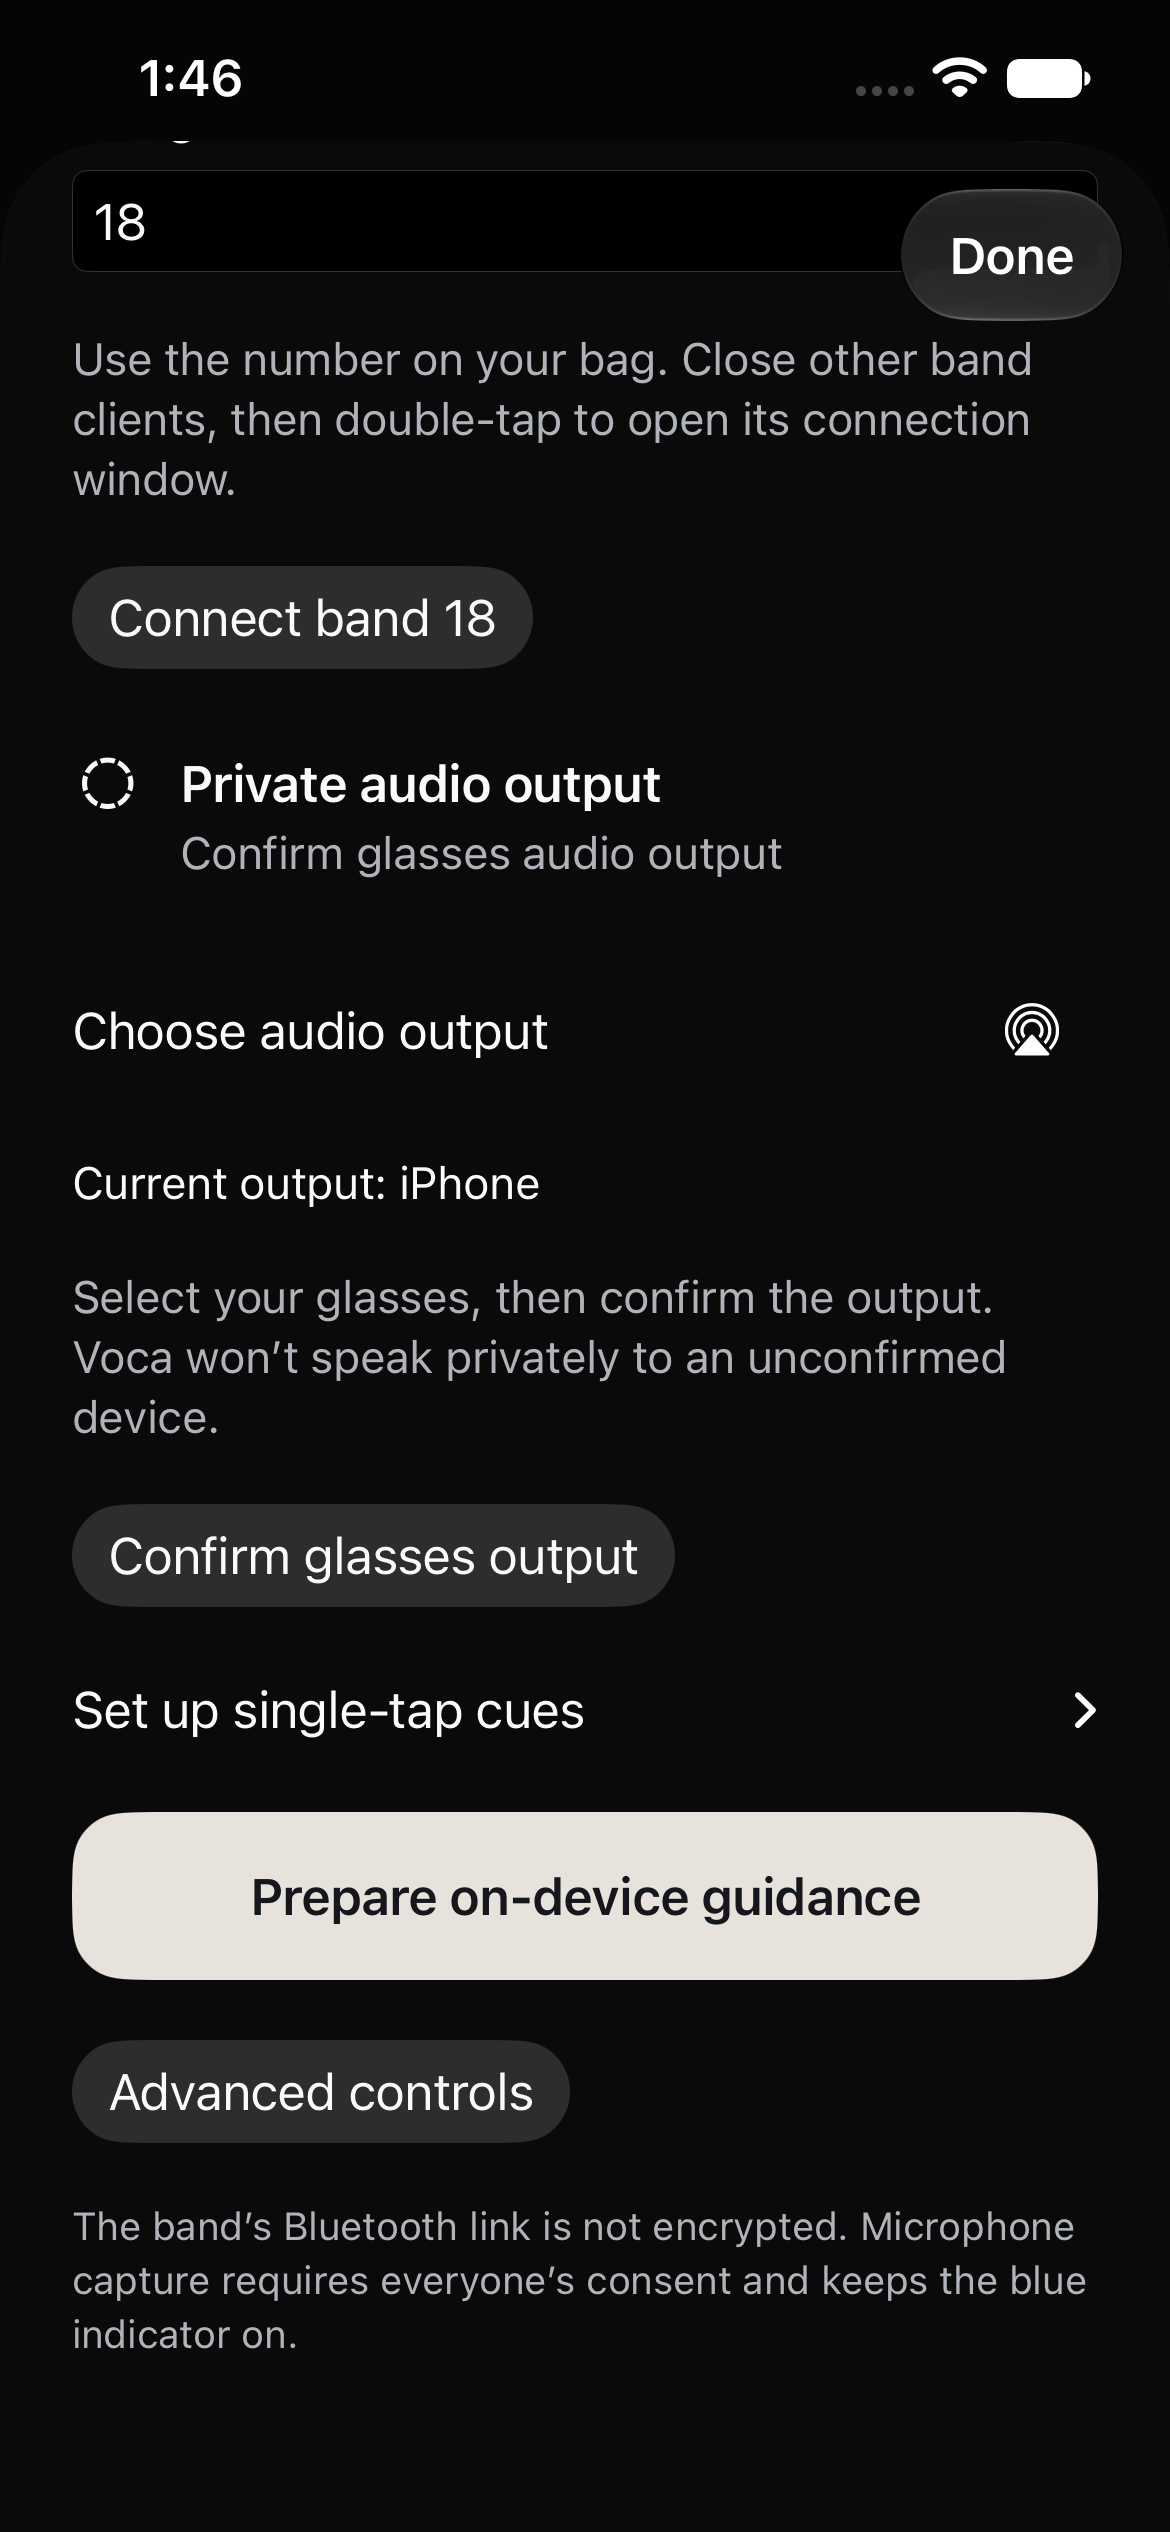 1:46
18
Done
Use the number on your bag. Close other band
clients, then double-tap to open its connection
window.
Connect band 18
Private audio output
Confirm glasses audio output
Choose audio output
Current output: iPhone
Select your glasses, then confirm the output.
Voca won’t speak privately to an unconfirmed
device.
Confirm glasses output
Set up single-tap cues
Prepare on-device guidance
Advanced controls
The band’s Bluetooth link is not encrypted. Microphone
capture requires everyone’s consent and keeps the blue
indicator on.